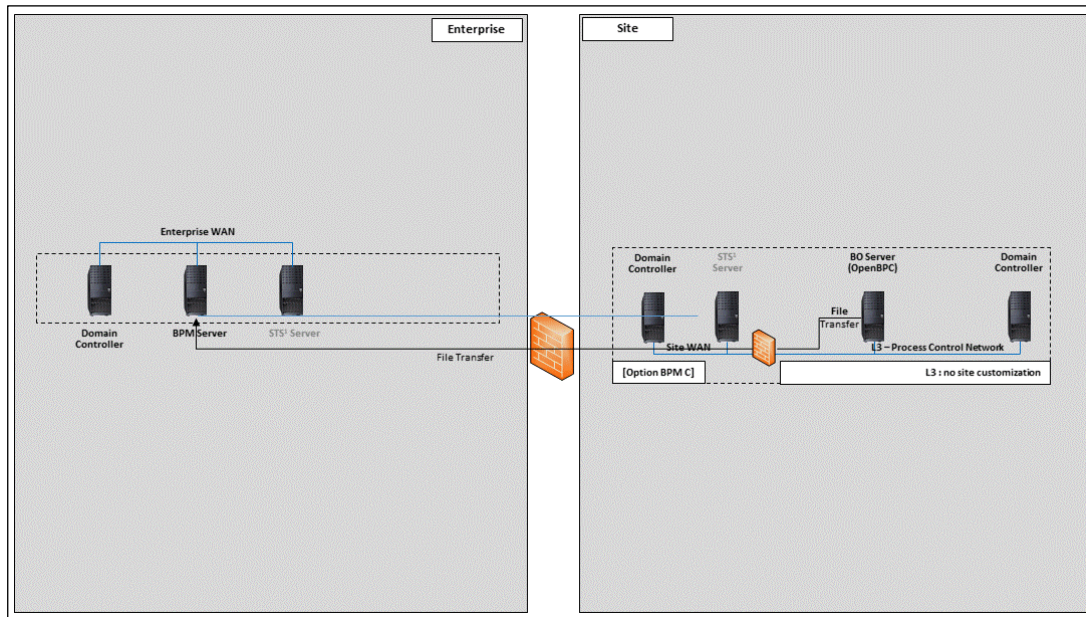 Enterprise
Site
Enterprise WAN
Domain
Controller
BPM Server
STS¹ Server
File Transfer
Domain
Controller
STS¹
Server
BO Server
(OpenBPC)
Domain
Controller
File
Transfer
Site WAN
L3 – Process Control Network
[Option BPM C]
L3 : no site customization